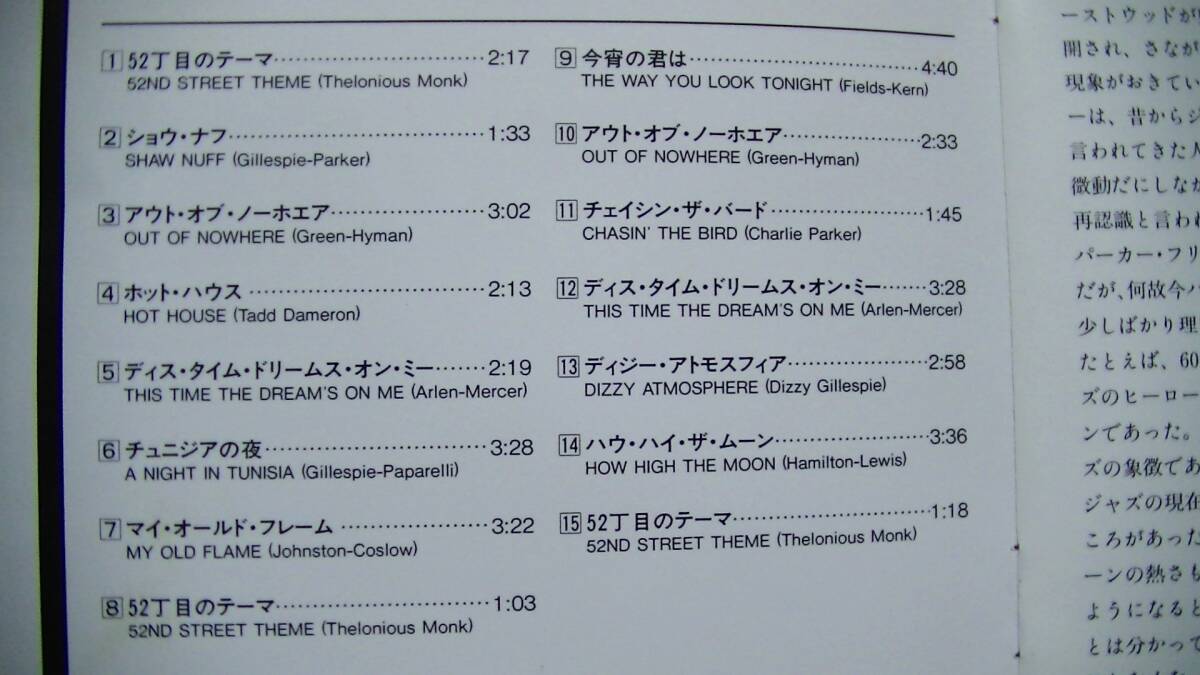 1 52丁目のテーマ 2:17
52ND STREET THEME (Thelonious Monk)
2 ショウ・ナフ 1:33
SHAW NUFF (Gillespie-Parker)
3 アウト・オブ・ノーホエア 3:02
OUT OF NOWHERE (Green-Hyman)
4 ホット・ハウス 2:13
HOT HOUSE (Tadd Dameron)
5 ディス・タイム・ドリームス・オン・ミー 2:19
THIS TIME THE DREAM'S ON ME (Arlen-Mercer)
6 チュニジアの夜 3:28
A NIGHT IN TUNISIA (Gillespie-Paparelli)
7 マイ・オールド・フレーム 3:22
MY OLD FLAME (Johnston-Coslow)
8 52丁目のテーマ 1:03
52ND STREET THEME (Thelonious Monk)
9 今宵の君は 4:40
THE WAY YOU LOOK TONIGHT (Fields-Kern)
10 アウト・オブ・ノーホエア 2:33
OUT OF NOWHERE (Green-Hyman)
11 チェイシン・ザ・バード 1:45
CHASIN' THE BIRD (Charlie Parker)
12 ディス・タイム・ドリームス・オン・ミー 3:28
THIS TIME THE DREAM'S ON ME (Arlen-Mercer)
13 ディジー・アトモスフィア 2:58
DIZZY ATMOSPHERE (Dizzy Gillespie)
14 ハウ・ハイ・ザ・ムーン 3:36
HOW HIGH THE MOON (Hamilton-Lewis)
15 52丁目のテーマ 1:18
52ND STREET THEME (Thelonious Monk)
ーストウッドが
開され、さなが
現象がおきてい
ーは、昔からジ
言われてきた人
微動だにしなか
再認識と言われ
パーカー・フリ
だが、何故今バ
少しばかり理
たとえば、60
ズのヒーロー
ンであった。
ズの象徴であ
ジャズの現在
ころがあった
ーンの熱さも
ようになると
とは分かって